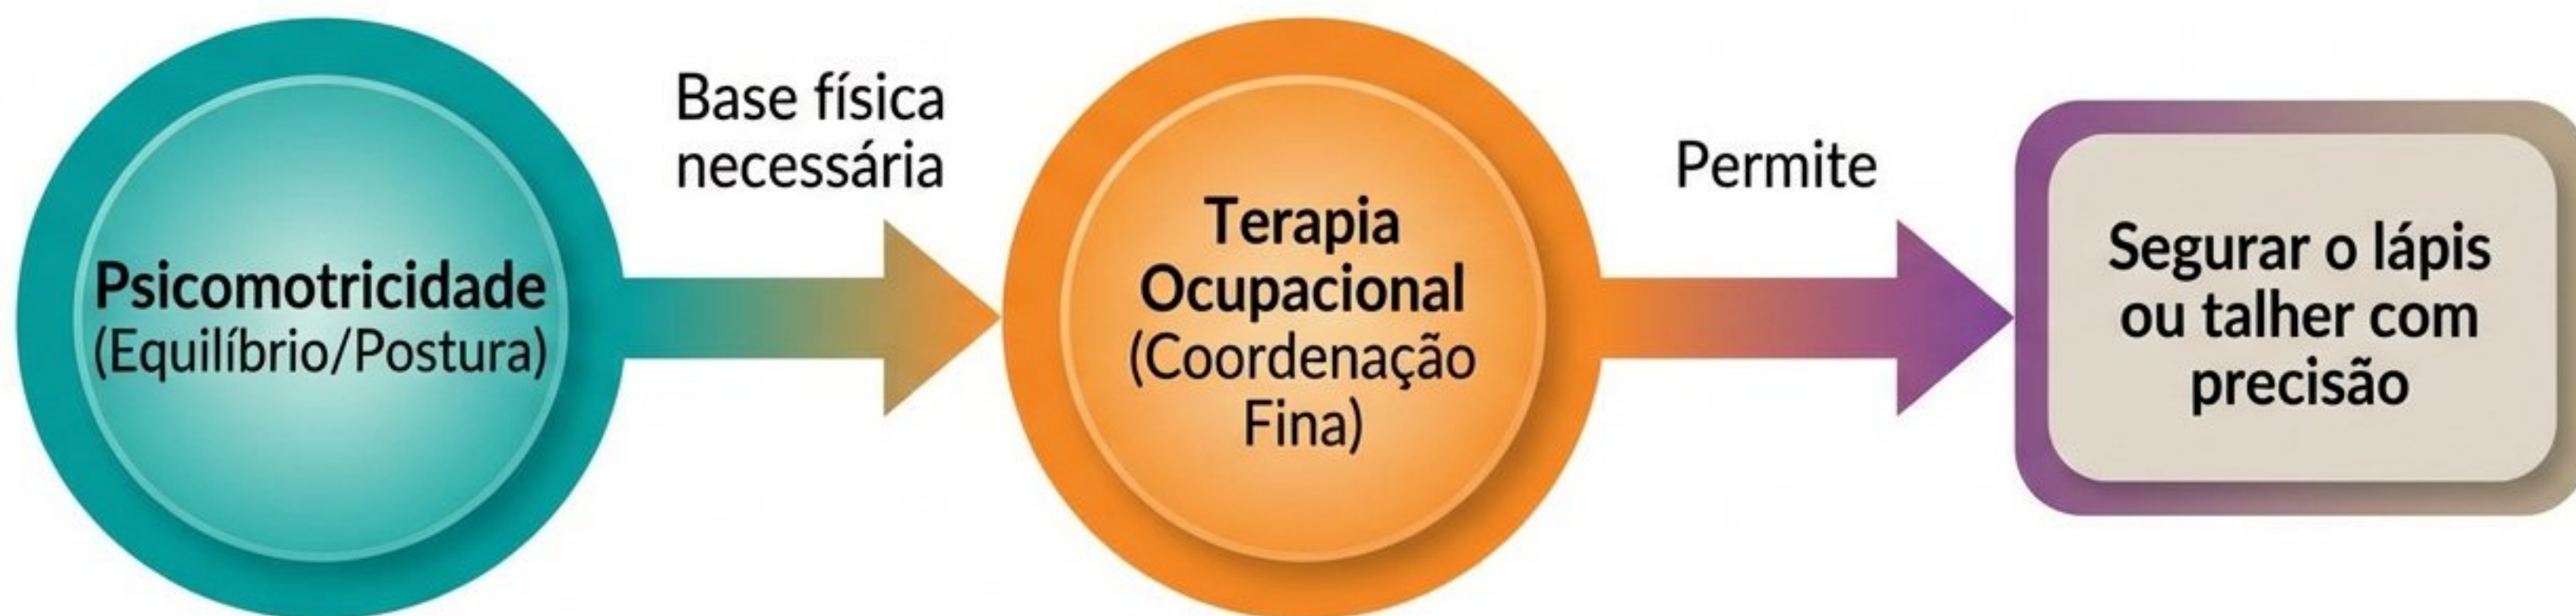 Psicomotricidade
(Equilíbrio/Postura)
Base física
necessária
Terapia
Ocupacional
(Coordenação
Fina)
Permite
Segurar o lápis
ou talher com
precisão